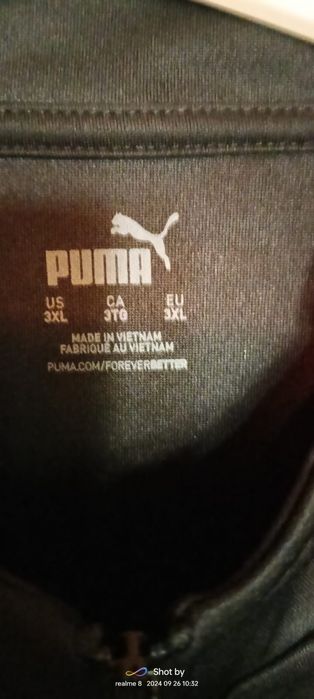 PUMA
US CA EU
3XL 3TG 3XL
MADE IN VIETNAM
FABRIQUÉ AU VIETNAM
PUMA.COM/FOREVERBETTER
Shot by
realme 8 2024 09 26 10:32